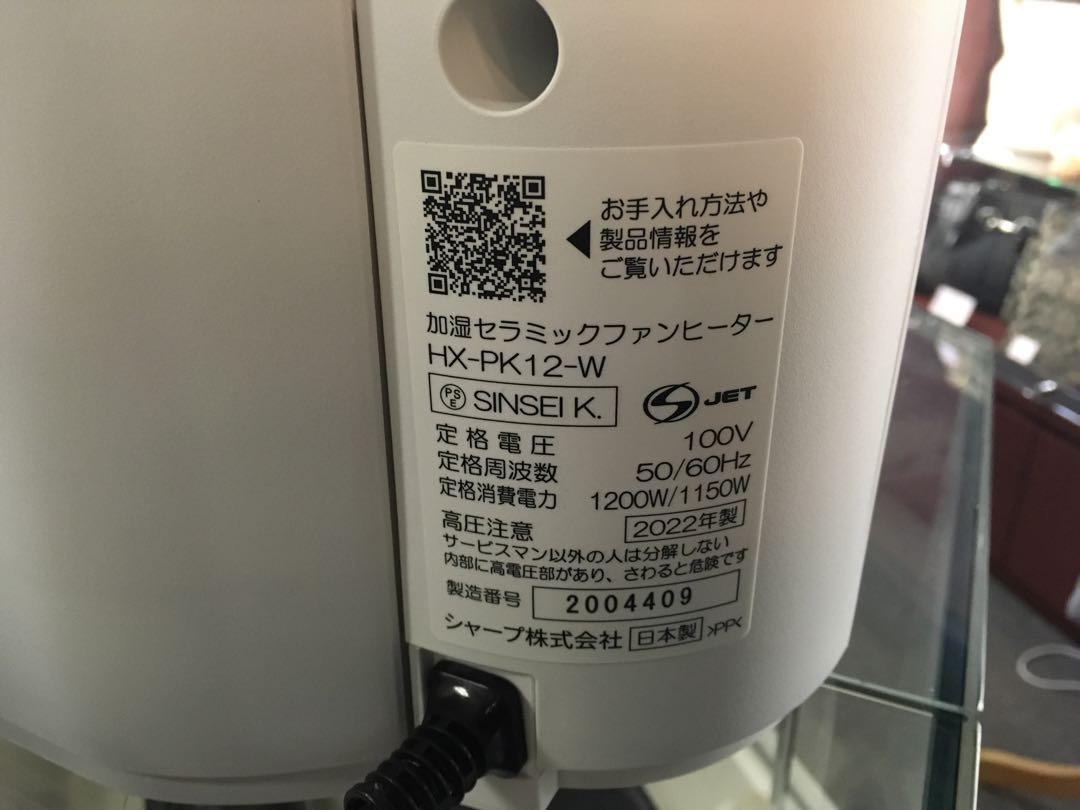 お手入れ方法や
製品情報を
ご覧いただけます
加湿セラミックファンヒーター
HX-PK12-W
PSE SINSEI K.
S JET
定格電圧 100V
定格周波数 50/60Hz
定格消費電力 1200W/1150W
高圧注意 2022年製
サービスマン以外の人は分解しない
内部に高電圧部があり、さわると危険です
製造番号 2004409
シャープ株式会社 日本製 >PP<